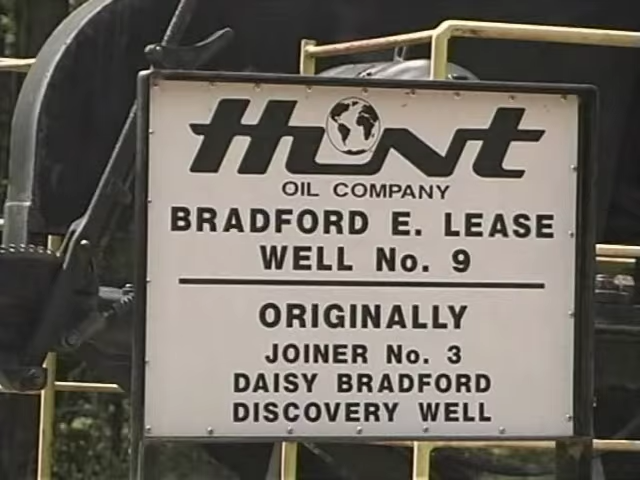 Hunt
OIL COMPANY
BRADFORD E. LEASE
WELL No. 9
ORIGINALLY
JOINER No. 3
DAISY BRADFORD
DISCOVERY WELL